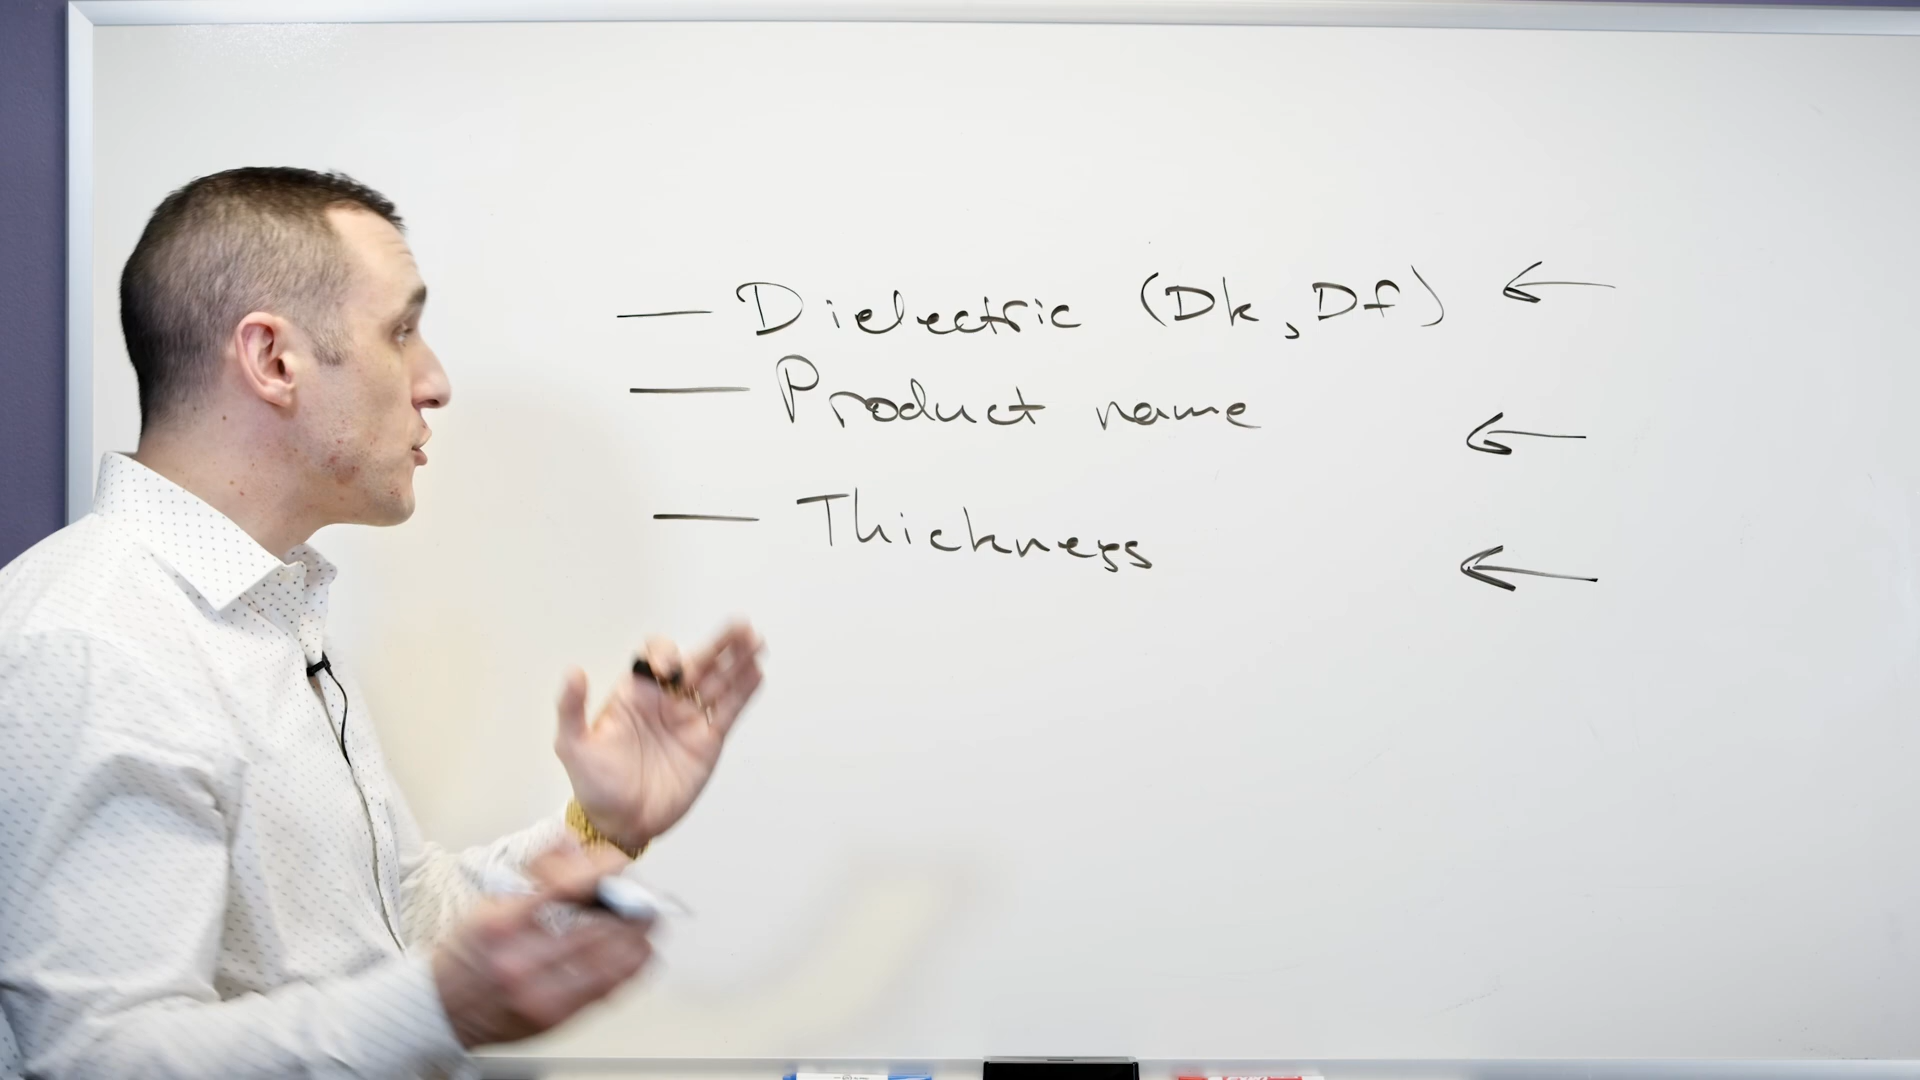 — Dielectric (Dk, Df) ←
— Product name ←
— Thickness ←